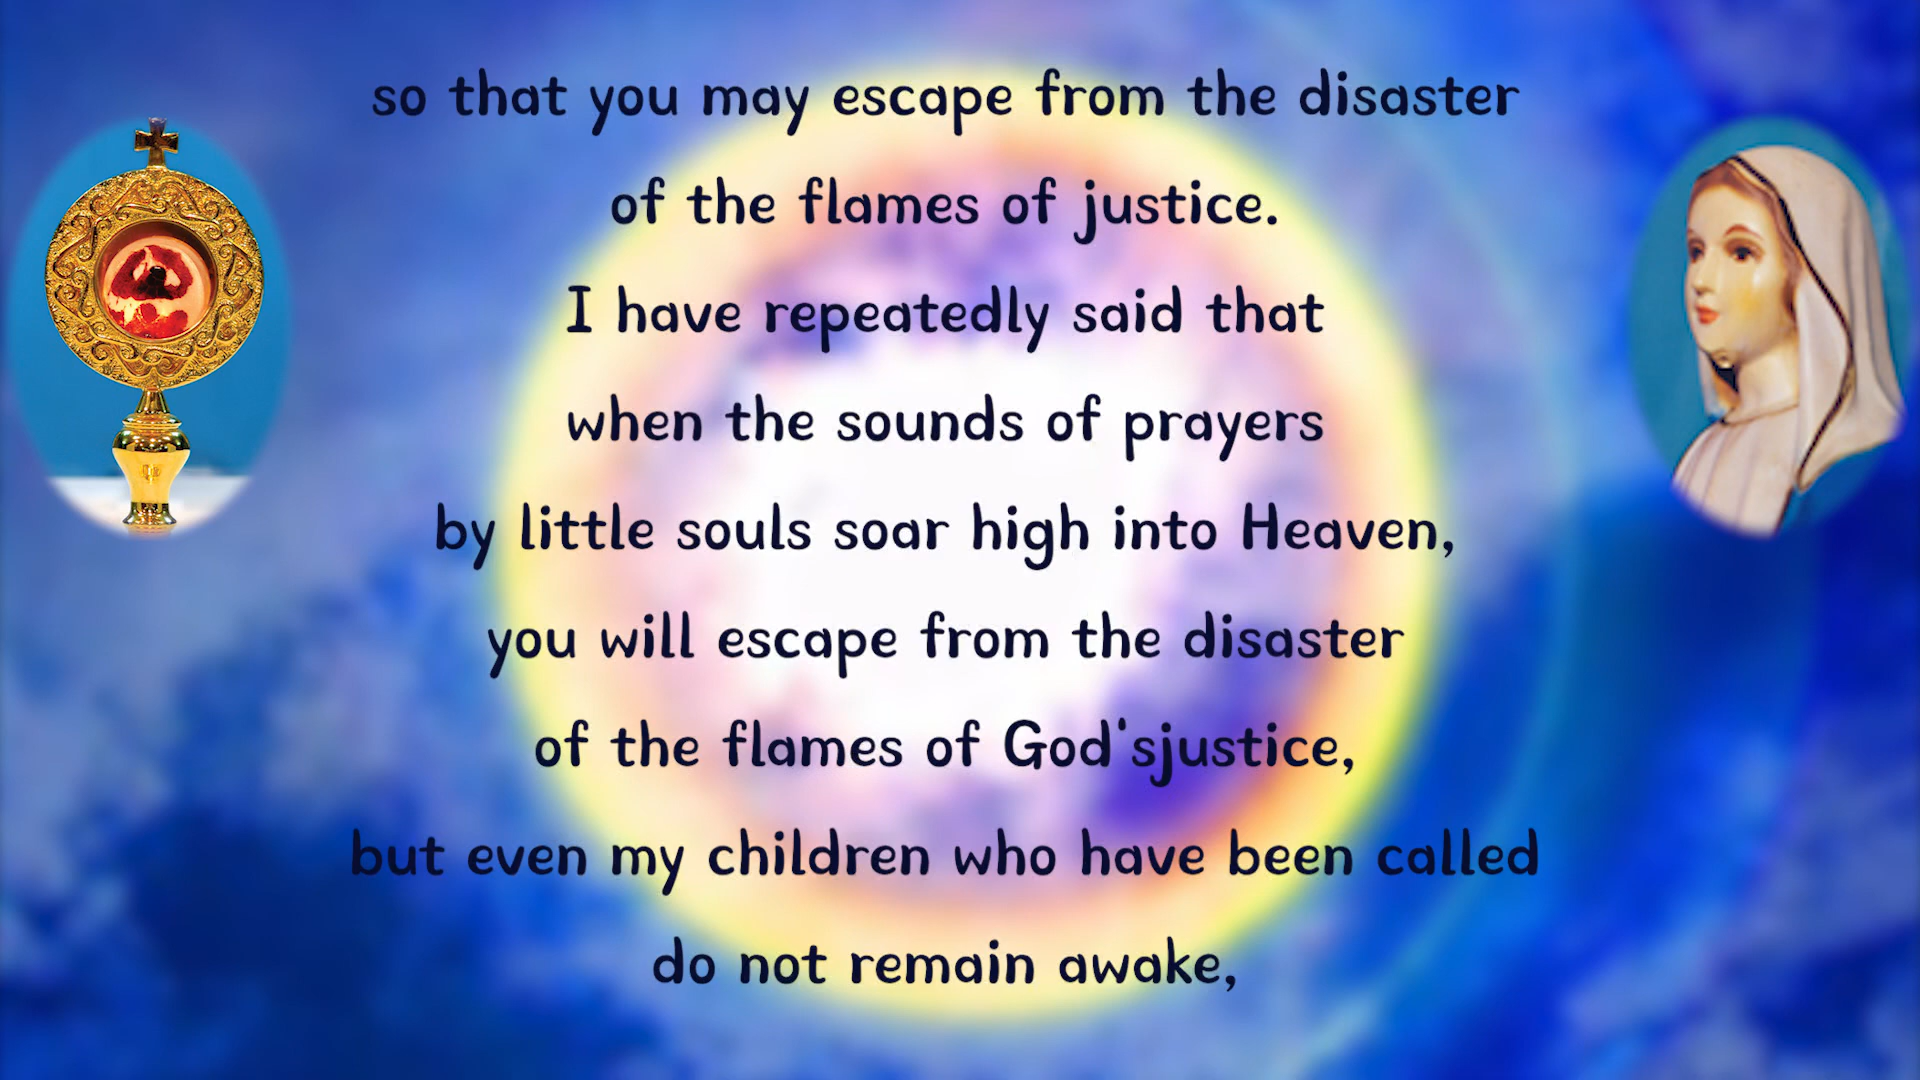 so that you may escape from the disaster
of the flames of justice.
I have repeatedly said that
when the sounds of prayers
by little souls soar high into Heaven,
you will escape from the disaster
of the flames of God'sjustice,
but even my children who have been called
do not remain awake,